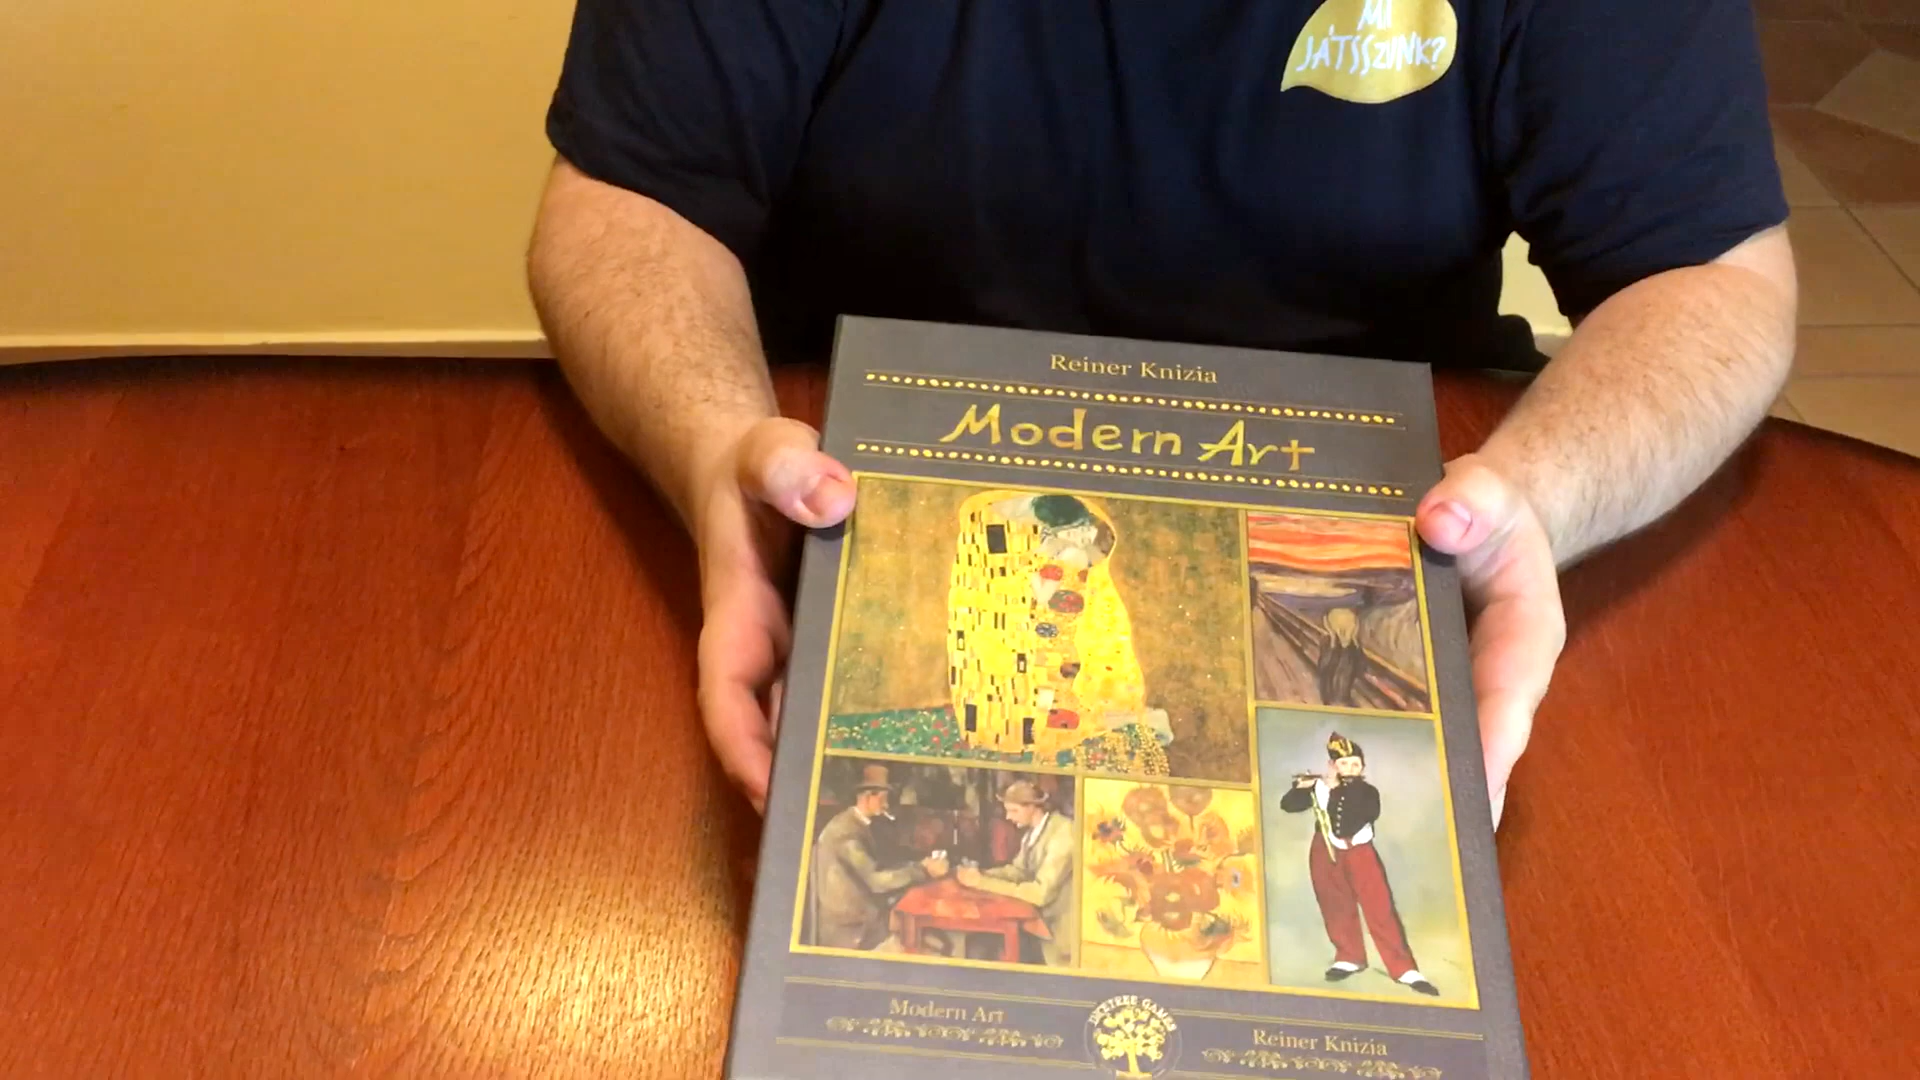 MI
JÁTSSZUNK?
Reiner Knizia
Modern Art
DICETREE GAMES
Modern Art
Reiner Knizia